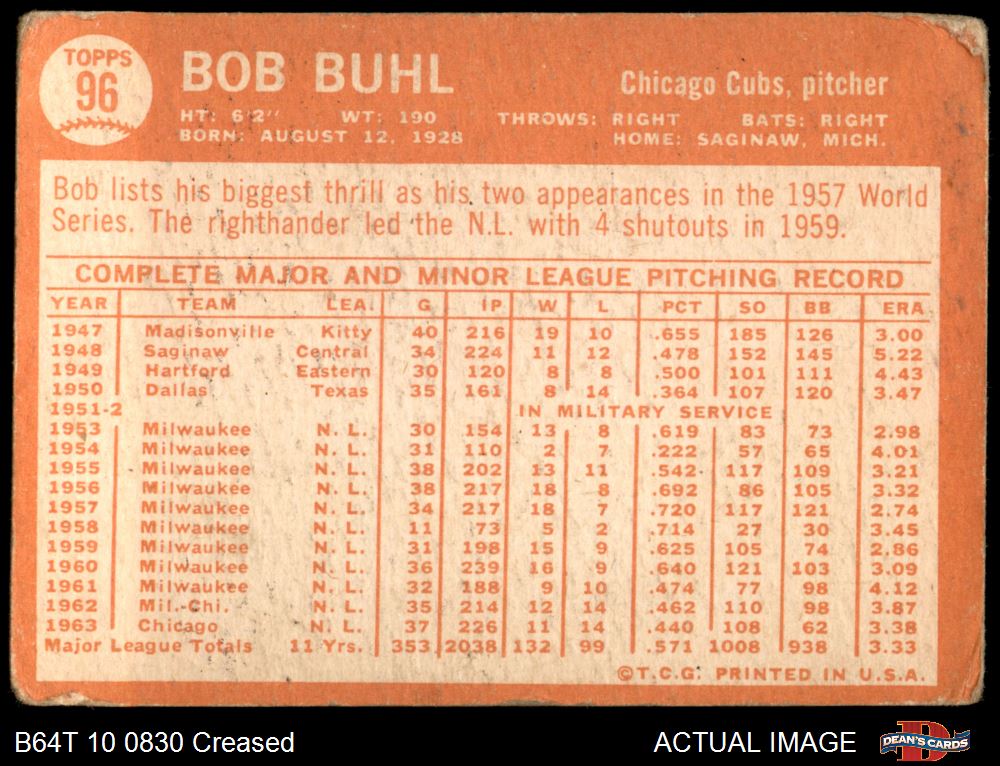 TOPPS
96
BOB BUHL
Chicago Cubs, pitcher
HT: 6'2" WT: 190 THROWS: RIGHT BATS: RIGHT
BORN: AUGUST 12, 1928 HOME: SAGINAW, MICH.
Bob lists his biggest thrill as his two appearances in the 1957 World
Series. The righthander led the N.L. with 4 shutouts in 1959.
COMPLETE MAJOR AND MINOR LEAGUE PITCHING RECORD
YEAR TEAM LEA. G IP W L PCT SO BB ERA
1947 Madisonville Kitty 40 216 19 10 .655 185 126 3.00
1948 Saginaw Central 34 224 11 12 .478 152 145 5.22
1949 Hartford Eastern 30 120 8 8 .500 101 111 4.43
1950 Dallas Texas 35 161 8 14 .364 107 120 3.47
1951-2 IN MILITARY SERVICE
1953 Milwaukee N. L. 30 154 13 8 .619 83 73 2.98
1954 Milwaukee N. L. 31 110 2 7 .222 57 65 4.01
1955 Milwaukee N. L. 38 202 13 11 .542 117 109 3.21
1956 Milwaukee N. L. 38 217 18 8 .692 86 105 3.32
1957 Milwaukee N. L. 34 217 18 7 .720 117 121 2.74
1958 Milwaukee N. L. 11 73 5 2 .714 27 30 3.45
1959 Milwaukee N. L. 31 198 15 9 .625 105 74 2.86
1960 Milwaukee N. L. 36 239 16 9 .640 121 103 3.09
1961 Milwaukee N. L. 32 188 9 10 .474 77 98 4.12
1962 Mil.-Chi. N. L. 35 214 12 14 .462 110 98 3.87
1963 Chicago N. L. 37 226 11 14 .440 108 62 3.38
Major League Totals 11 Yrs. 353 2038 132 99 .571 1008 938 3.33
©T.C.G. PRINTED IN U.S.A.
B64T 10 0830 Creased ACTUAL IMAGE
D
DEAN'S CARDS